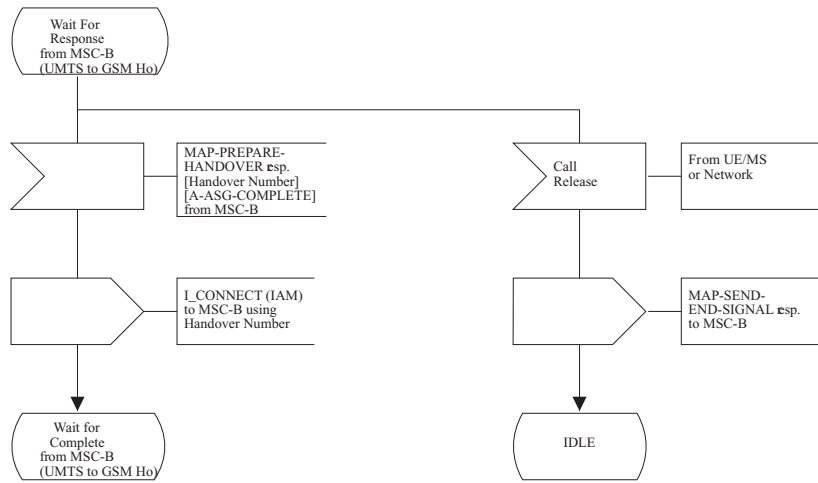 Wait For
Response
from MSC-B
(UMTS to GSM Ho)
MAP-PREPARE-
HANDOVER resp.
[Handover Number]
[A-ASG-COMPLETE]
from MSC-B
Call
Release
From UE/MS
or Network
I_CONNECT (IAM)
to MSC-B using
Handover Number
MAP-SEND-
END-SIGNAL resp.
to MSC-B
Wait for
Complete
from MSC-B
(UMTS to GSM Ho)
IDLE